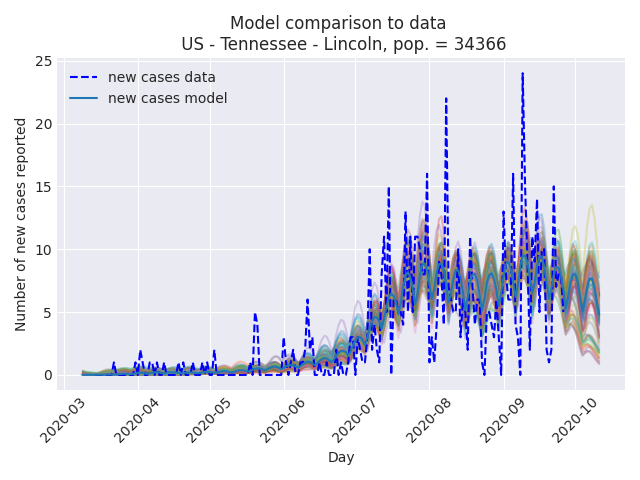 Model comparison to data
US - Tennessee - Lincoln, pop. = 34366
new cases data
new cases model
Number of new cases reported
25
20
15
10
5
0
2020-03
2020-04
2020-05
2020-06
2020-07
2020-08
2020-09
2020-10
Day